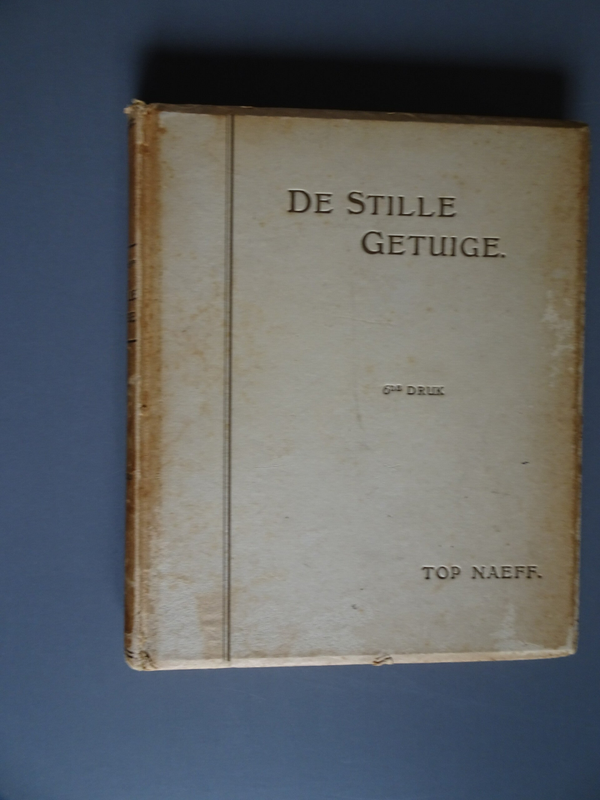 DE STILLE
GETUIGE.
6DE DRUK
TOP NAEFF.